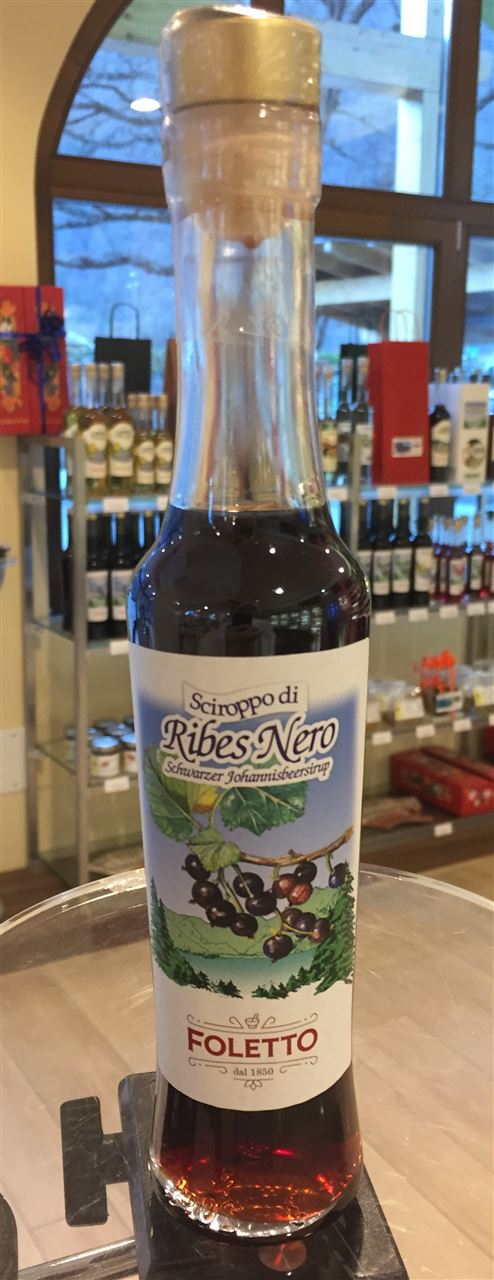 Sciroppo di
Ribes Nero
Schwarzer Johannisbeersirup
FOLETTO
dal 1850